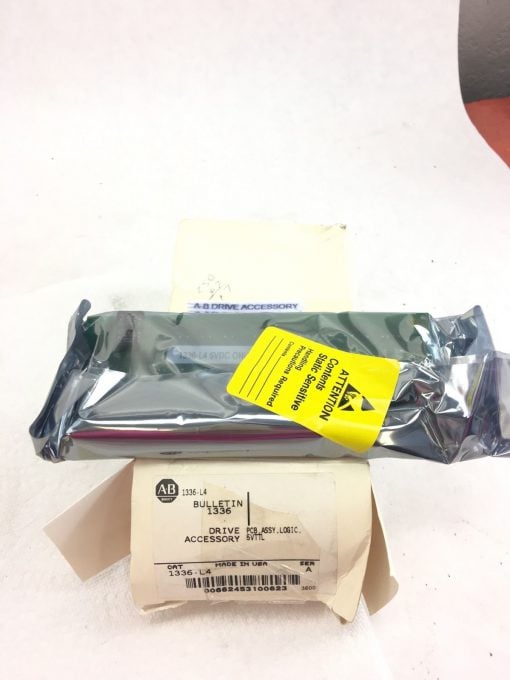 A-B DRIVE ACCESSORY
1336-L4 5VDC
ATTENTION
Contents
Static Sensitive
Handling
Precautions Required
AB
1336-L4
BULLETIN
1336
DRIVE
ACCESSORY
PCB,ASSY,LOGIC,
5VTTL
CAT
1336-L4
MADE IN USA
SER
A
00662453100623